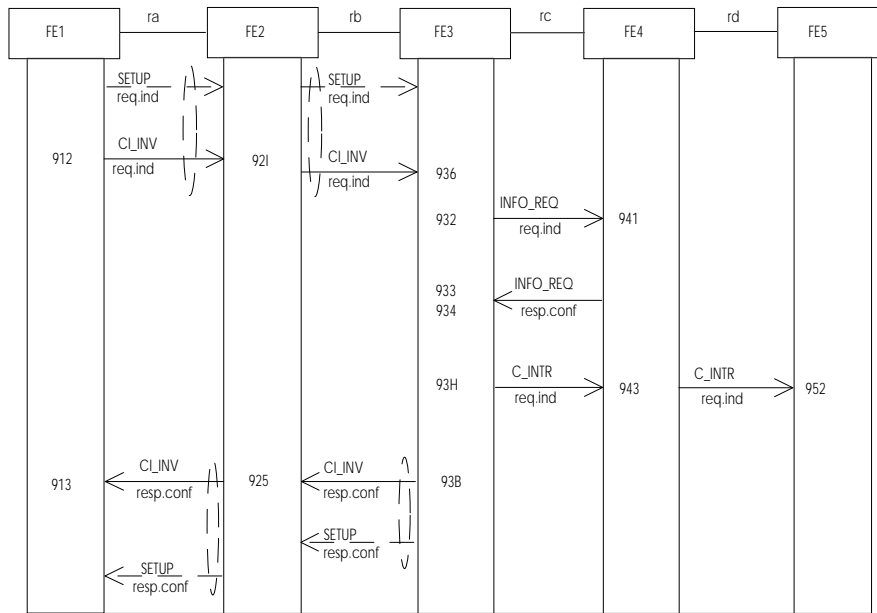 ra rb rc rd
FE1 FE2 FE3 FE4 FE5
SETUP SETUP
req.ind req.ind
CI_INV CI_INV
912 92I
req.ind req.ind
936
INFO_REQ
932 941
req.ind
933 INFO_REQ
934 resp.conf
C_INTR C_INTR
93H 943 952
req.ind req.ind
CI_INV CI_INV
913 925 93B
resp.conf resp.conf
SETUP
resp.conf
SETUP
resp.conf